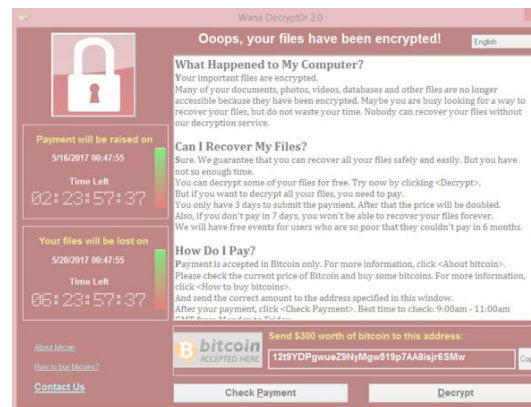 Wana Decrypt0r 2.0
Ooops, your files have been encrypted!
English
What Happened to My Computer?
Your important files are encrypted.
Many of your documents, photos, videos, databases and other files are no longer
accessible because they have been encrypted. Maybe you are busy looking for a way to
recover your files, but do not waste your time. Nobody can recover your files without
our decryption service.
Can I Recover My Files?
Sure. We guarantee that you can recover all your files safely and easily. But you have
not so enough time.
You can decrypt some of your files for free. Try now by clicking <Decrypt>.
But if you want to decrypt all your files, you need to pay.
You only have 3 days to submit the payment. After that the price will be doubled.
Also, if you don't pay in 7 days, you won't be able to recover your files forever.
We will have free events for users who are so poor that they couldn't pay in 6 months.
How Do I Pay?
Payment is accepted in Bitcoin only. For more information, click <About bitcoin>.
Please check the current price of Bitcoin and buy some bitcoins. For more information,
click <How to buy bitcoins>.
And send the correct amount to the address specified in this window.
After your payment, click <Check Payment>. Best time to check: 9:00am - 11:00am
GMT from Monday to Friday.
Payment will be raised on
5/16/2017 00:47:55
Time Left
02:23:57:37
Your files will be lost on
5/20/2017 00:47:55
Time Left
06:23:57:37
About bitcoin
How to buy bitcoins?
Contact Us
bitcoin
ACCEPTED HERE
Send $300 worth of bitcoin to this address:
12t9YDPgwueZ9NyMgw519p7AA8isjr6SMw
Cop
Check Payment
Decrypt